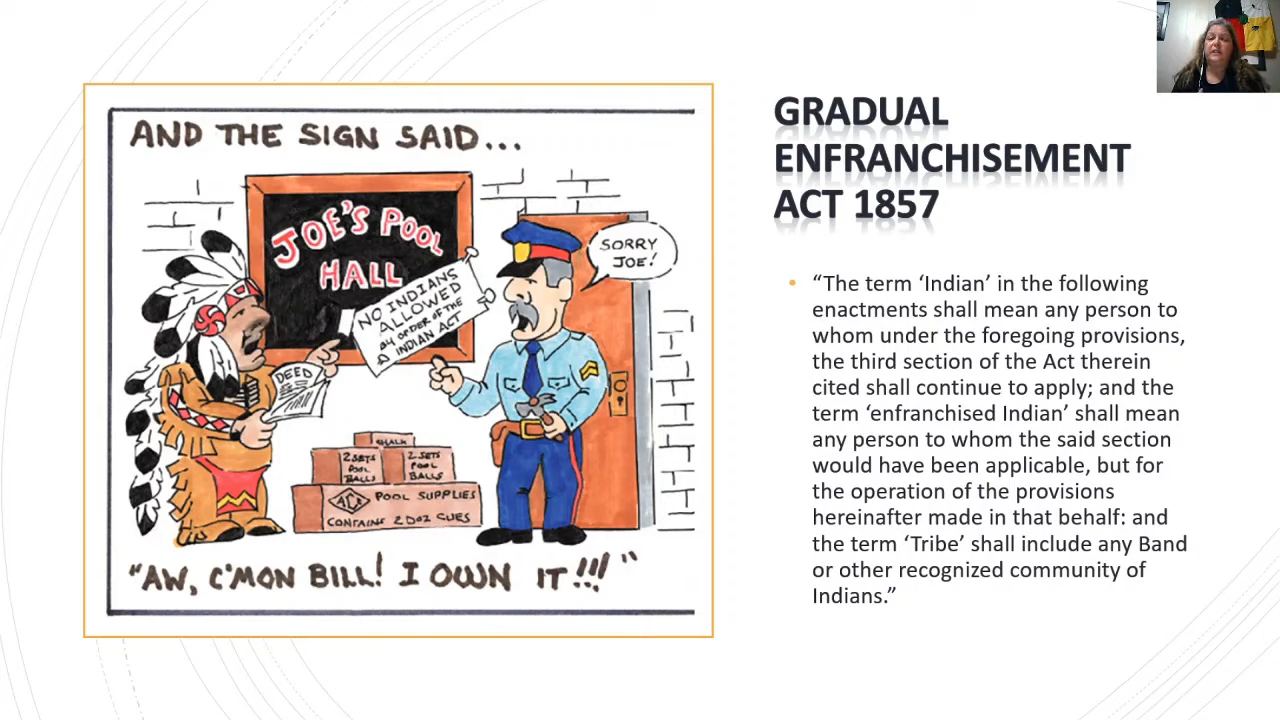 AND THE SIGN SAID...
JOE'S POOL
HALL
NO INDIANS
ALLOWED
BY ORDER OF THE
INDIAN ACT
SORRY
JOE!
DEED
CHALK
2 SETS
POOL
BALLS
2 SETS
POOL
BALLS
ACE POOL SUPPLIES
CONTAINS 2 DOZ CUES
"AW, C'MON BILL! I OWN IT!!!"
GRADUAL
ENFRANCHISEMENT
ACT 1857
• “The term ‘Indian’ in the following
enactments shall mean any person to
whom under the foregoing provisions,
the third section of the Act therein
cited shall continue to apply; and the
term ‘enfranchised Indian’ shall mean
any person to whom the said section
would have been applicable, but for
the operation of the provisions
hereinafter made in that behalf: and
the term ‘Tribe’ shall include any Band
or other recognized community of
Indians.”